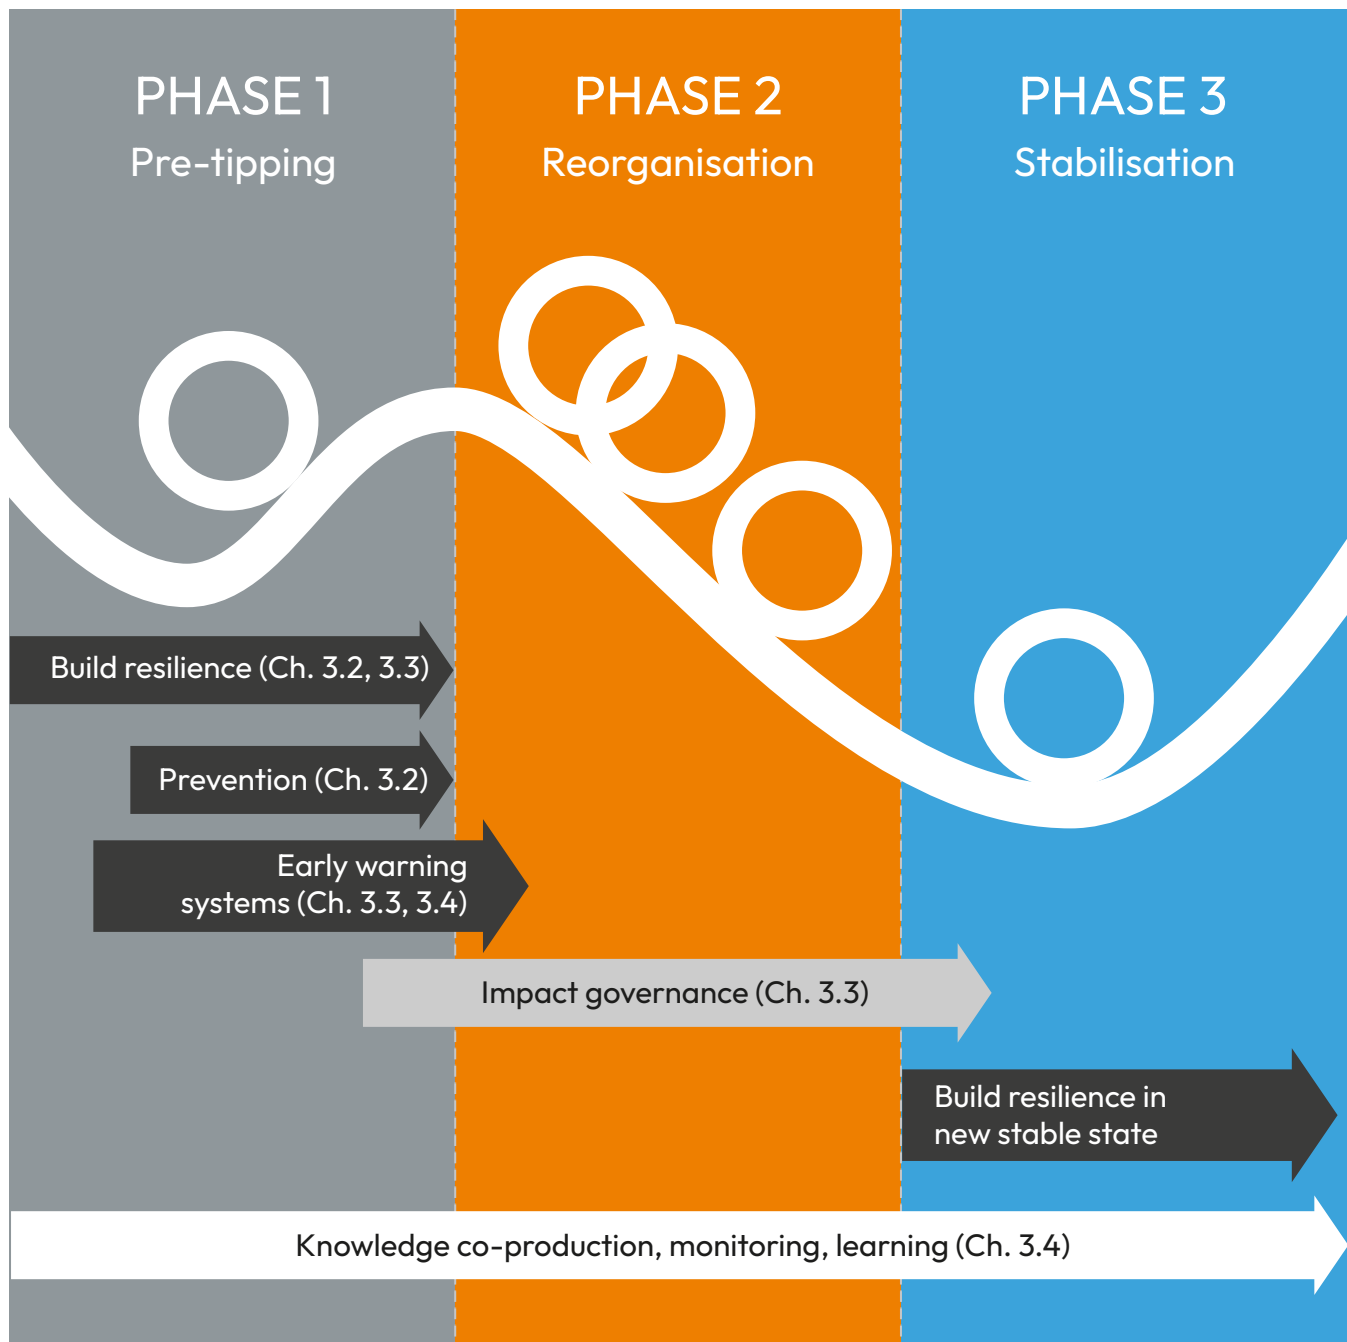 PHASE 1
Pre-tipping
PHASE 2
Reorganisation
PHASE 3
Stabilisation
Build resilience (Ch. 3.2, 3.3)
Prevention (Ch. 3.2)
Early warning
systems (Ch. 3.3, 3.4)
Impact governance (Ch. 3.3)
Build resilience in
new stable state
Knowledge co-production, monitoring, learning (Ch. 3.4)